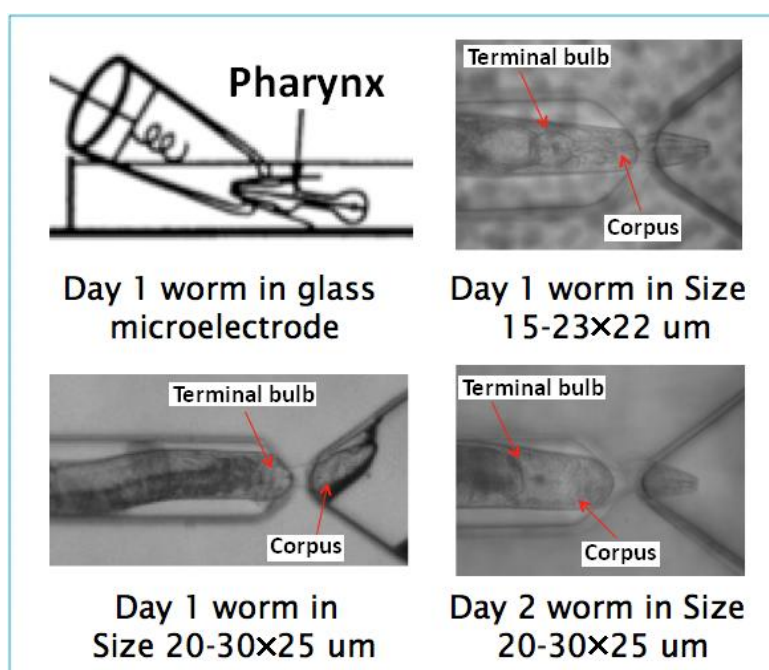 Pharynx
Terminal bulb
Corpus
Day 1 worm in glass
microelectrode
Day 1 worm in Size
15-23×22 um
Terminal bulb
Corpus
Terminal bulb
Corpus
Day 1 worm in
Size 20-30×25 um
Day 2 worm in Size
20-30×25 um